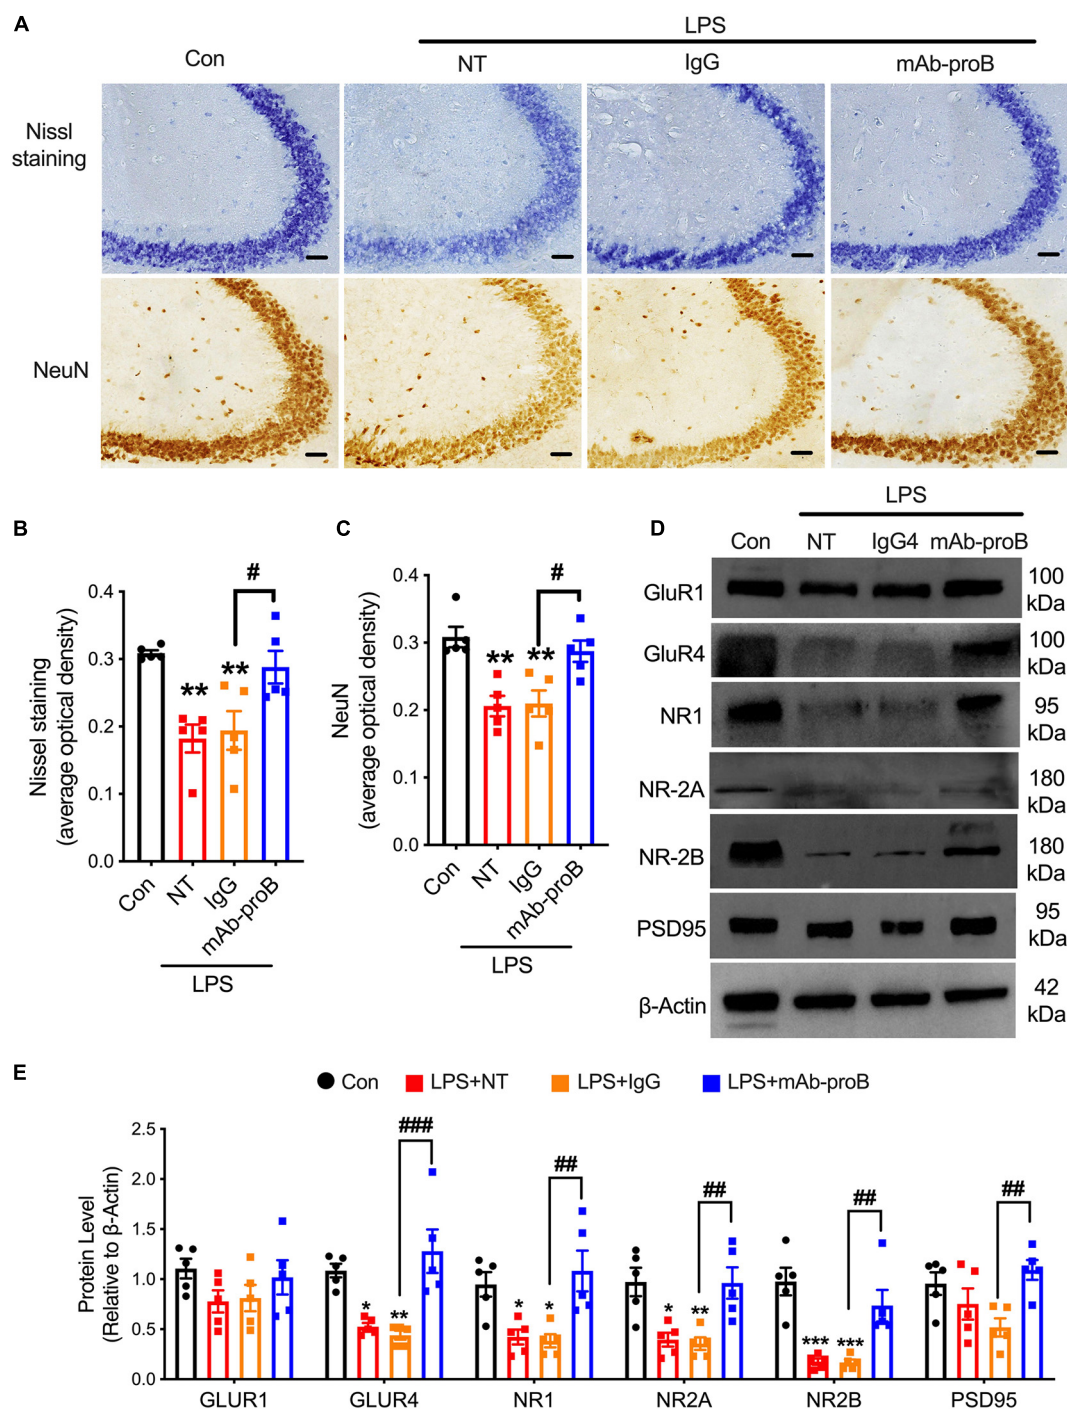 A
LPS
Con
NT
IgG
mAb-proB
Nissl
staining
NeuN
B
Nissel staining
(average optical density)
0.4
0.3
0.2
0.1
0.0
**
**
#
Con
NT
IgG
mAb-proB
LPS
C
NeuN
(average optical density)
0.4
0.3
0.2
0.1
0.0
**
**
#
Con
NT
IgG
mAb-proB
LPS
D
LPS
Con
NT
IgG4
mAb-proB
GluR1
100
kDa
GluR4
100
kDa
NR1
95
kDa
NR-2A
180
kDa
NR-2B
180
kDa
PSD95
95
kDa
β-Actin
42
kDa
E
Con
LPS+NT
LPS+IgG
LPS+mAb-proB
Protein Level
(Relative to β-Actin)
2.5
2.0
1.5
1.0
0.5
0.0
*
**
###
*
*
##
*
**
##
***
***
##
##
GLUR1
GLUR4
NR1
NR2A
NR2B
PSD95